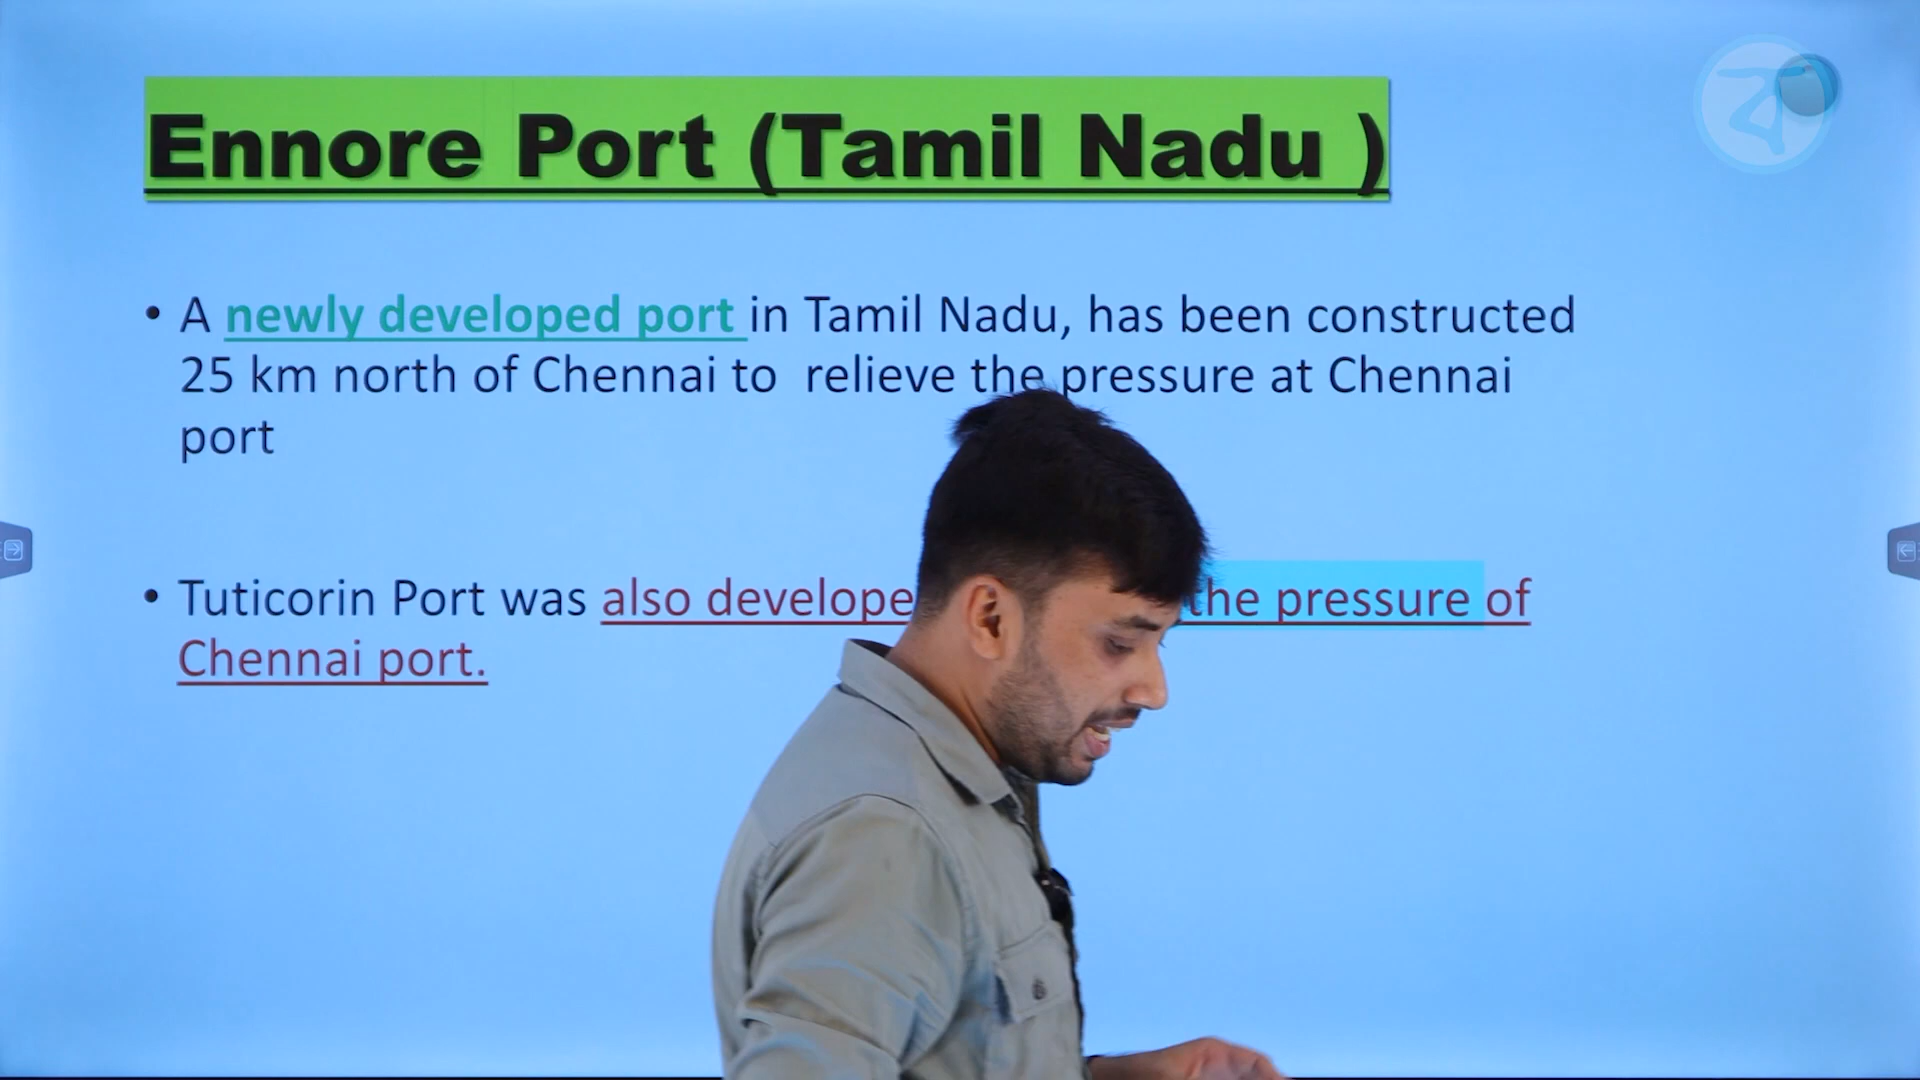 Ennore Port (Tamil Nadu )
• A newly developed port in Tamil Nadu, has been constructed
25 km north of Chennai to relieve the pressure at Chennai
port
• Tuticorin Port was also develope the pressure of
Chennai port.
ক